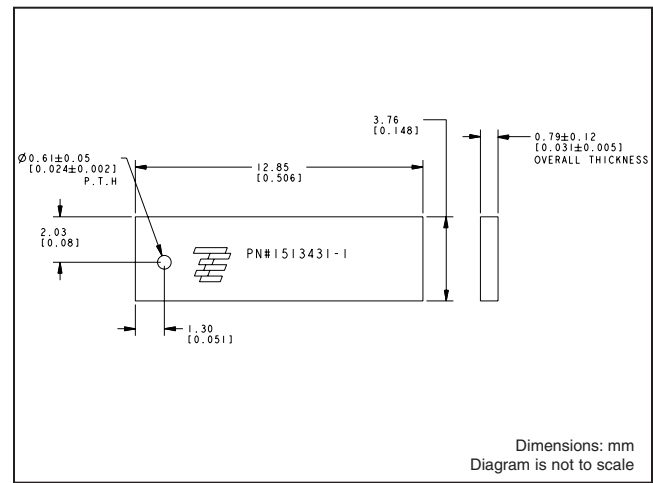 3.76
[0.148]
0.79±0.12
[0.031±0.005]
OVERALL THICKNESS
Ø0.61±0.05
[0.024±0.002]
P.T.H
12.85
[0.506]
2.03
[0.08]
PN#1513431-1
1.30
[0.051]
Dimensions: mm
Diagram is not to scale